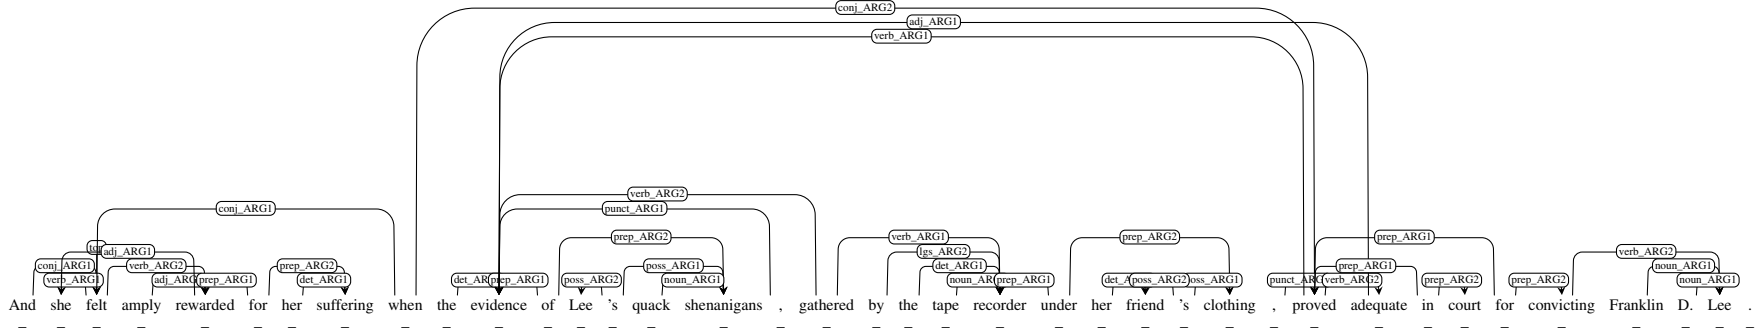 conj_ARG2
adj_ARG1
verb_ARG1
verb_ARG2
conj_ARG1 punct_ARG1
prep_ARG2 verb_ARG1 prep_ARG2 prep_ARG1
adj_ARG1 lgs_ARG2 verb_ARG2
conj_ARG1 verb_ARG2 prep_ARG2 poss_ARG1 det_ARG1 prep_ARG1 noun_ARG1
verb_ARG1 prep_ARG1 det_ARG1 prep_ARG1 poss_ARG2 noun_ARG1 prep_ARG1 poss_ARG2 verb_ARG2 prep_ARG2 prep_ARG2 noun_ARG1
And she felt amply rewarded for her suffering when the evidence of Lee 's quack shenanigans , gathered by the tape recorder under her friend 's clothing , proved adequate in court for convicting Franklin D. Lee .
_ _ _ _ _ _ _ _ _ _ _ _ _ _ _ _ _ _ _ _ _ _ _ _ _ _ _ _ _ _ _ _ _ _ _ _ _ _ _